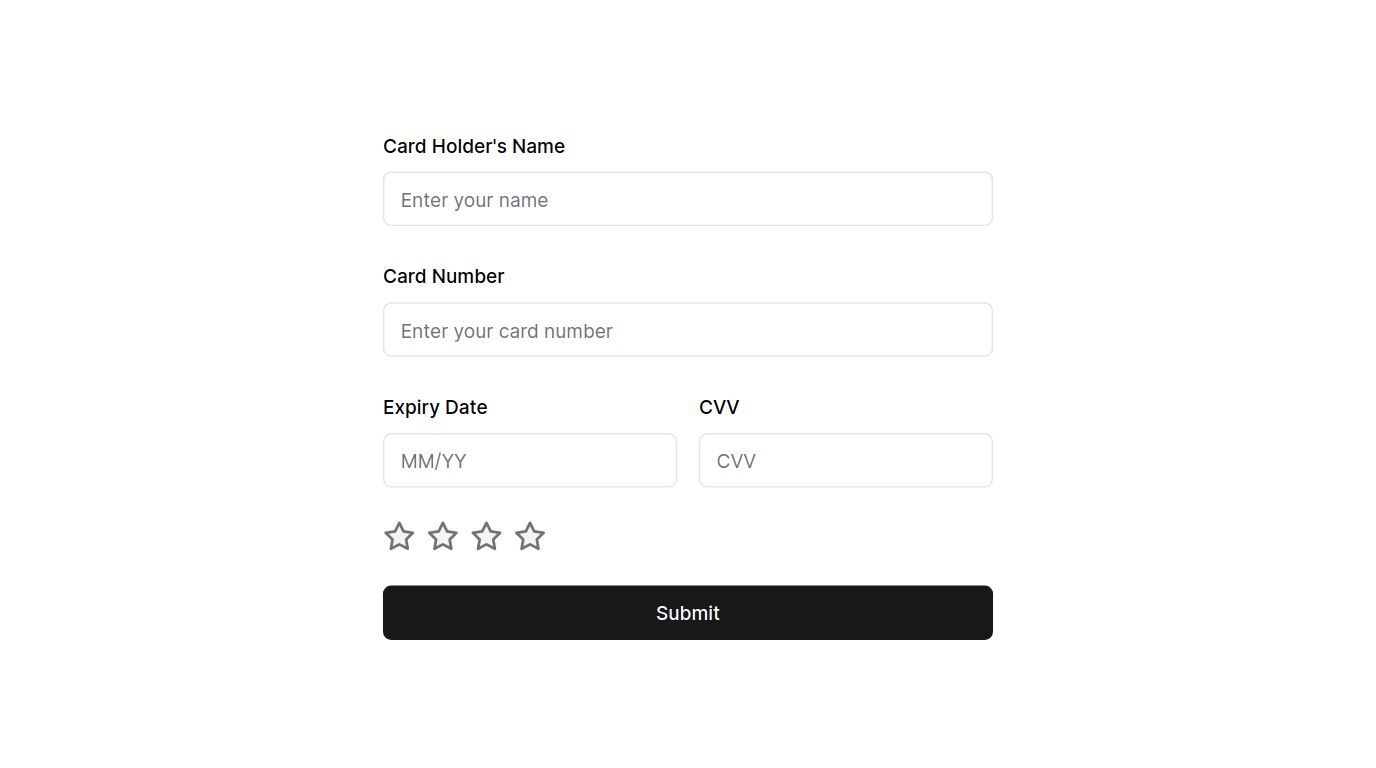 Card Holder's Name
Enter your name
Card Number
Enter your card number
Expiry Date CVV
MM/YY CVV
Submit